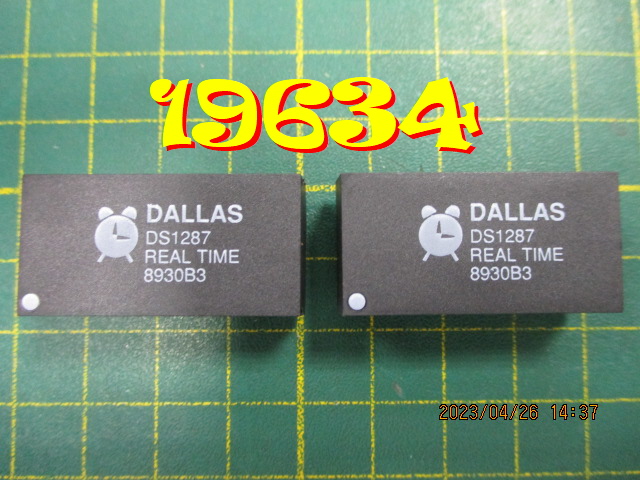 19634
DALLAS
DS1287
REAL TIME
8930B3
DALLAS
DS1287
REAL TIME
8930B3
2023/04/26 14:37